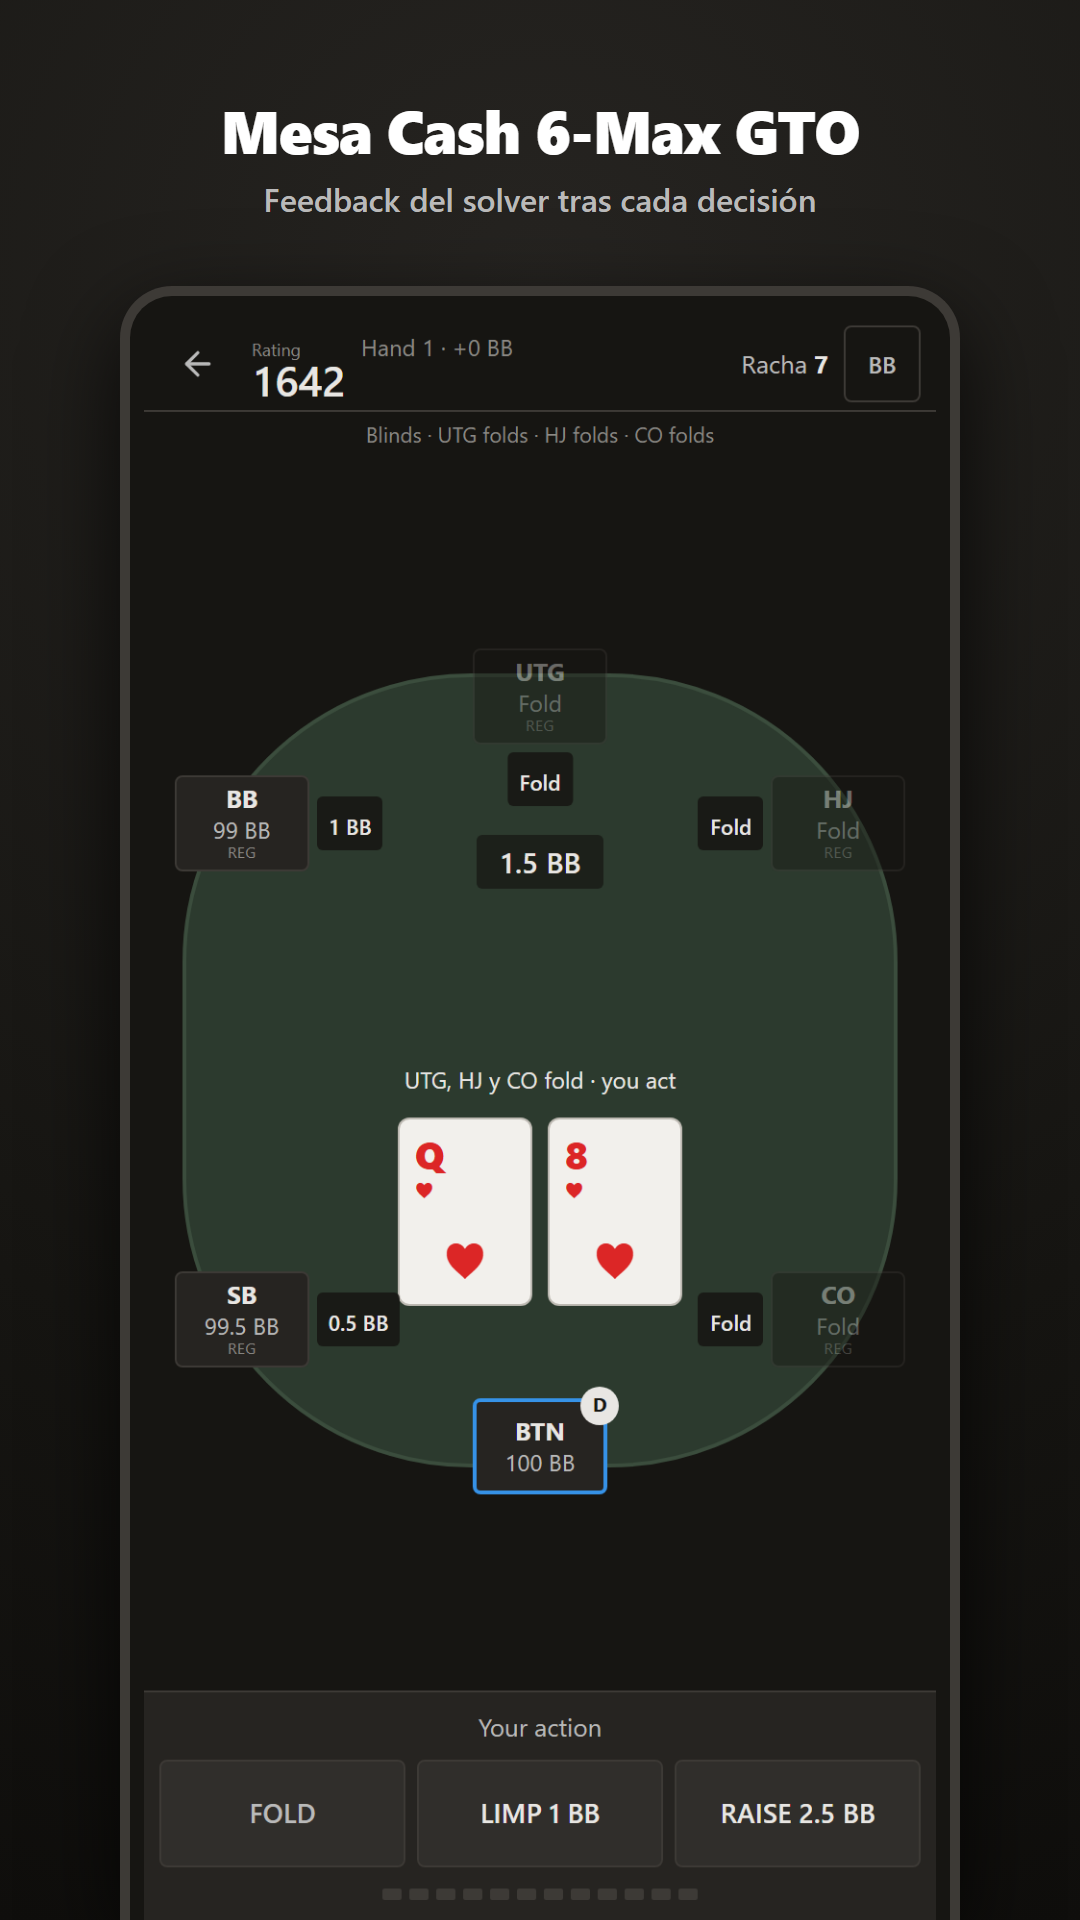 Mesa Cash 6-Max GTO
Feedback del solver tras cada decisión
Rating
1642
Hand 1 · +0 BB
Racha 7
BB
Blinds · UTG folds · HJ folds · CO folds
UTG
Fold
REG
Fold
BB
99 BB
REG
1 BB
Fold
HJ
Fold
REG
1.5 BB
UTG, HJ y CO fold · you act
Q
8
SB
99.5 BB
REG
0.5 BB
Fold
CO
Fold
REG
D
BTN
100 BB
Your action
FOLD
LIMP 1 BB
RAISE 2.5 BB